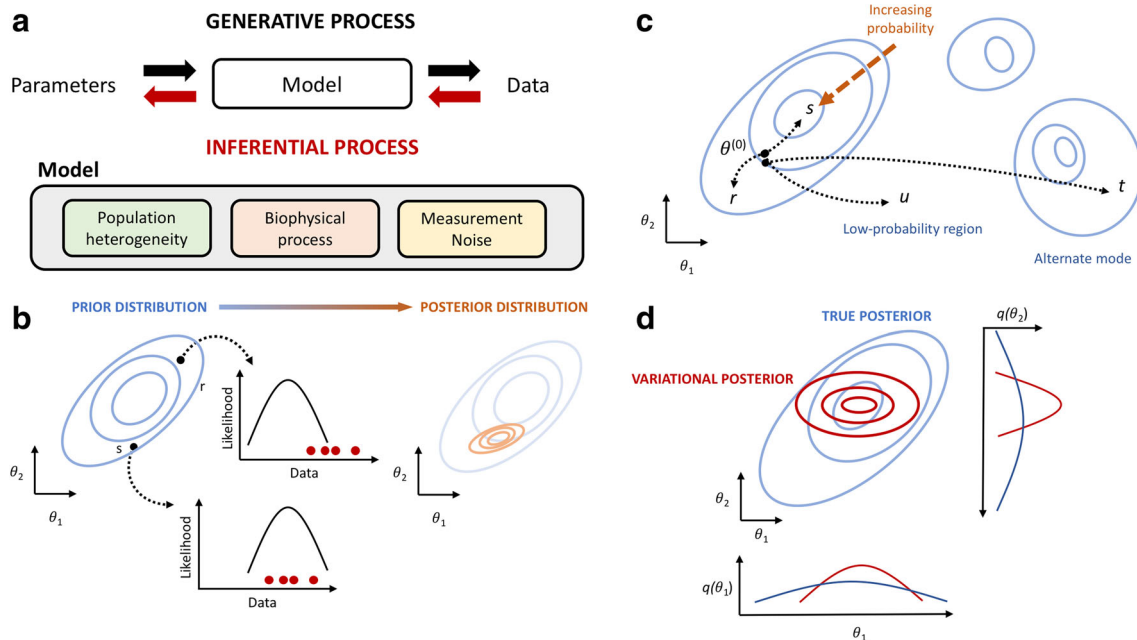 a
GENERATIVE PROCESS
Parameters
Model
Data
INFERENTIAL PROCESS
Model
Population
heterogeneity
Biophysical
process
Measurement
Noise
b
PRIOR DISTRIBUTION
POSTERIOR DISTRIBUTION
r
s
θ2
θ1
Likelihood
Data
Likelihood
Data
θ2
θ1
c
Increasing
probability
s
θ(0)
r
u
t
Low-probability region
Alternate mode
θ2
θ1
d
TRUE POSTERIOR
VARIATIONAL POSTERIOR
q(θ2)
θ2
θ1
q(θ1)
θ1